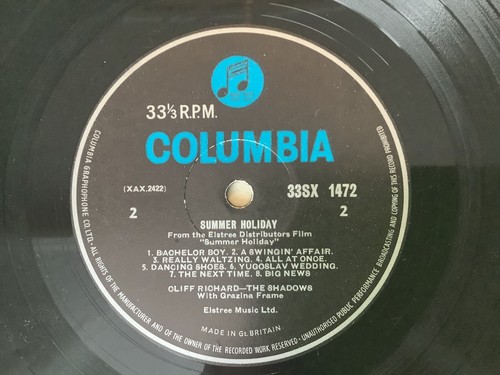 33⅓ R.P.M.
COLUMBIA
(XAX.2422)
33SX 1472
2
2
SUMMER HOLIDAY
From the Elstree Distributors Film
"Summer Holiday"
1. BACHELOR BOY. 2. A SWINGIN' AFFAIR.
3. REALLY WALTZING. 4. ALL AT ONCE.
5. DANCING SHOES. 6. YUGOSLAV WEDDING.
7. THE NEXT TIME. 8. BIG NEWS
CLIFF RICHARD—THE SHADOWS
With Grazina Frame
Elstree Music Ltd.
MADE IN Gt. BRITAIN
COLUMBIA GRAPHOPHONE CO. LTD.–ALL RIGHTS OF THE MANUFACTURER AND OF THE OWNER OF THE RECORDED WORK RESERVED–UNAUTHORISED PUBLIC PERFORMANCE BROADCASTING AND COPYING OF THIS RECORD PROHIBITED